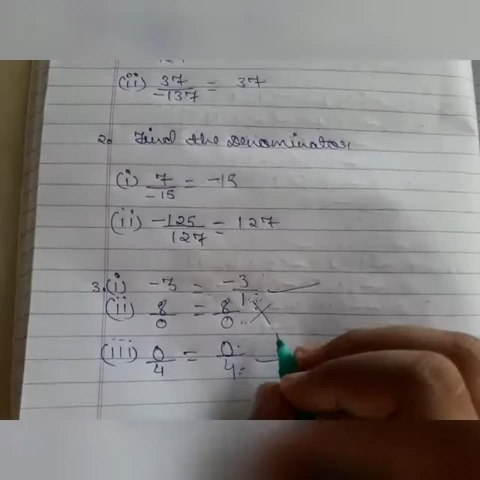 (ii) 37/-137 = 37
2. Find the Denominator
(i) 7/-15 = -15
(ii) -125/127 = 127
3. (i) -3 = -3/1
(ii) 8/0 = 8/0
(iii) 0/4 = 0/4